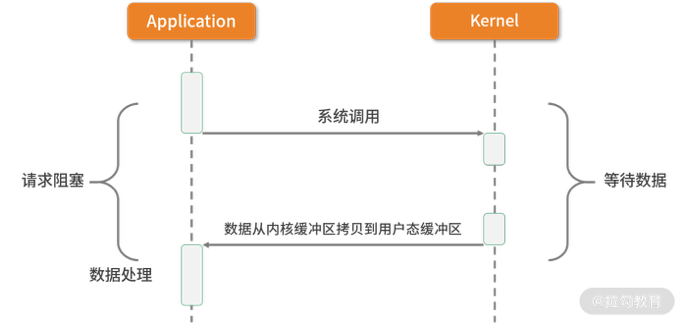 Application
Kernel
系统调用
请求阻塞
等待数据
数据从内核缓冲区拷贝到用户态缓冲区
数据处理
@拉勾教育